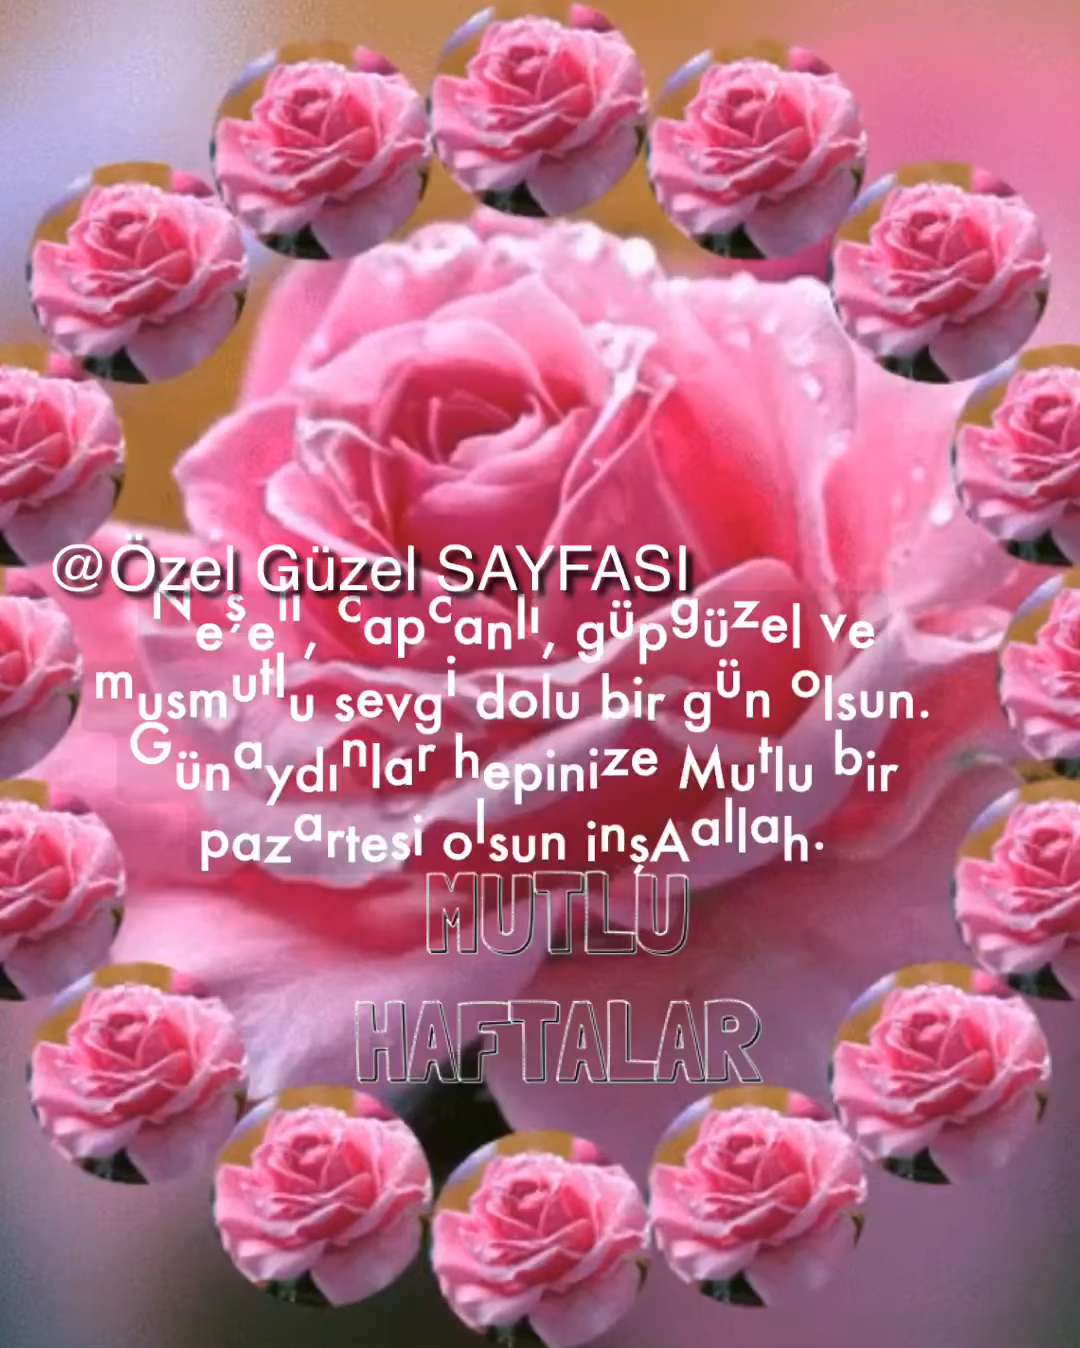 @Özel Güzel SAYFASI
Neşeli, capcanlı, güpgüzel ve
musmutlu sevgi dolu bir gün olsun.
Günaydınlar hepinize Mutlu bir
pazartesi olsun inşAallah.
MUTLU
HAFTALAR